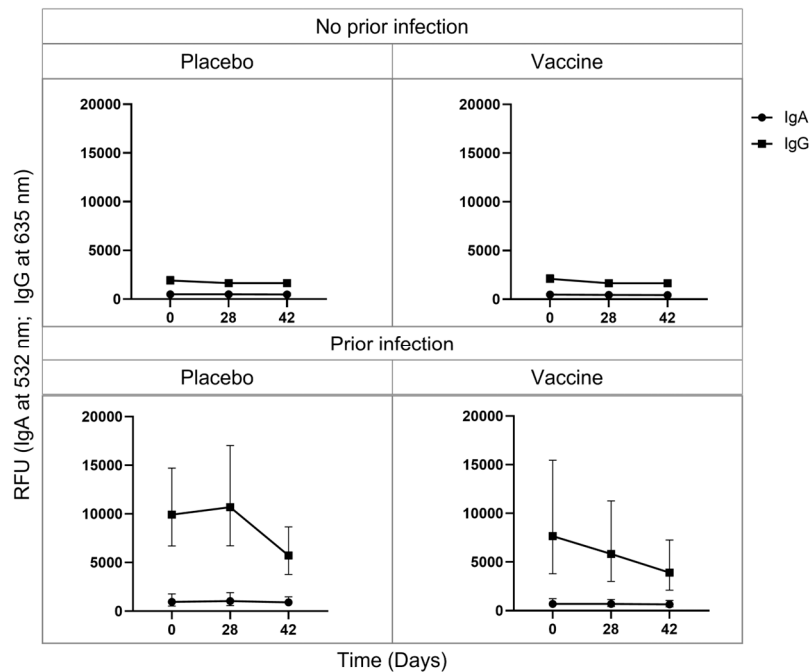 No prior infection
Placebo
Vaccine
20000
15000
10000
5000
0
0 28 42
20000
15000
10000
5000
0
0 28 42
IgA
IgG
RFU (IgA at 532 nm; IgG at 635 nm)
Prior infection
Placebo
Vaccine
20000
15000
10000
5000
0
0 28 42
20000
15000
10000
5000
0
0 28 42
Time (Days)